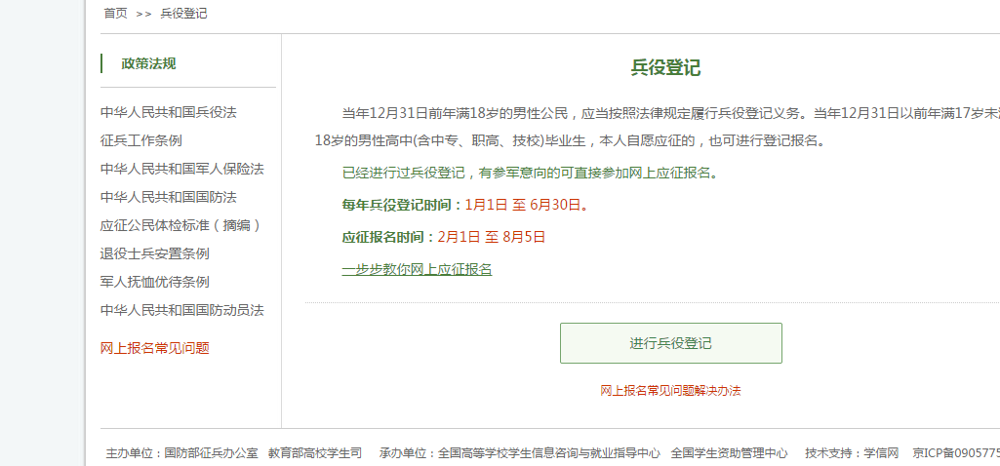 首页 >> 兵役登记
政策法规
中华人民共和国兵役法
征兵工作条例
中华人民共和国军人保险法
中华人民共和国国防法
应征公民体检标准（摘编）
退役士兵安置条例
军人抚恤优待条例
中华人民共和国国防动员法
网上报名常见问题
兵役登记
当年12月31日前年满18岁的男性公民，应当按照法律规定履行兵役登记义务。当年12月31日以前年满17岁未
18岁的男性高中(含中专、职高、技校)毕业生，本人自愿应征的，也可进行登记报名。
已经进行过兵役登记，有参军意向的可直接参加网上应征报名。
每年兵役登记时间：1月1日 至 6月30日。
应征报名时间：2月1日 至 8月5日
一步步教你网上应征报名
进行兵役登记
网上报名常见问题解决办法
主办单位：国防部征兵办公室 教育部高校学生司 承办单位：全国高等学校学生信息咨询与就业指导中心 全国学生资助管理中心 技术支持：学信网 京ICP备0905775